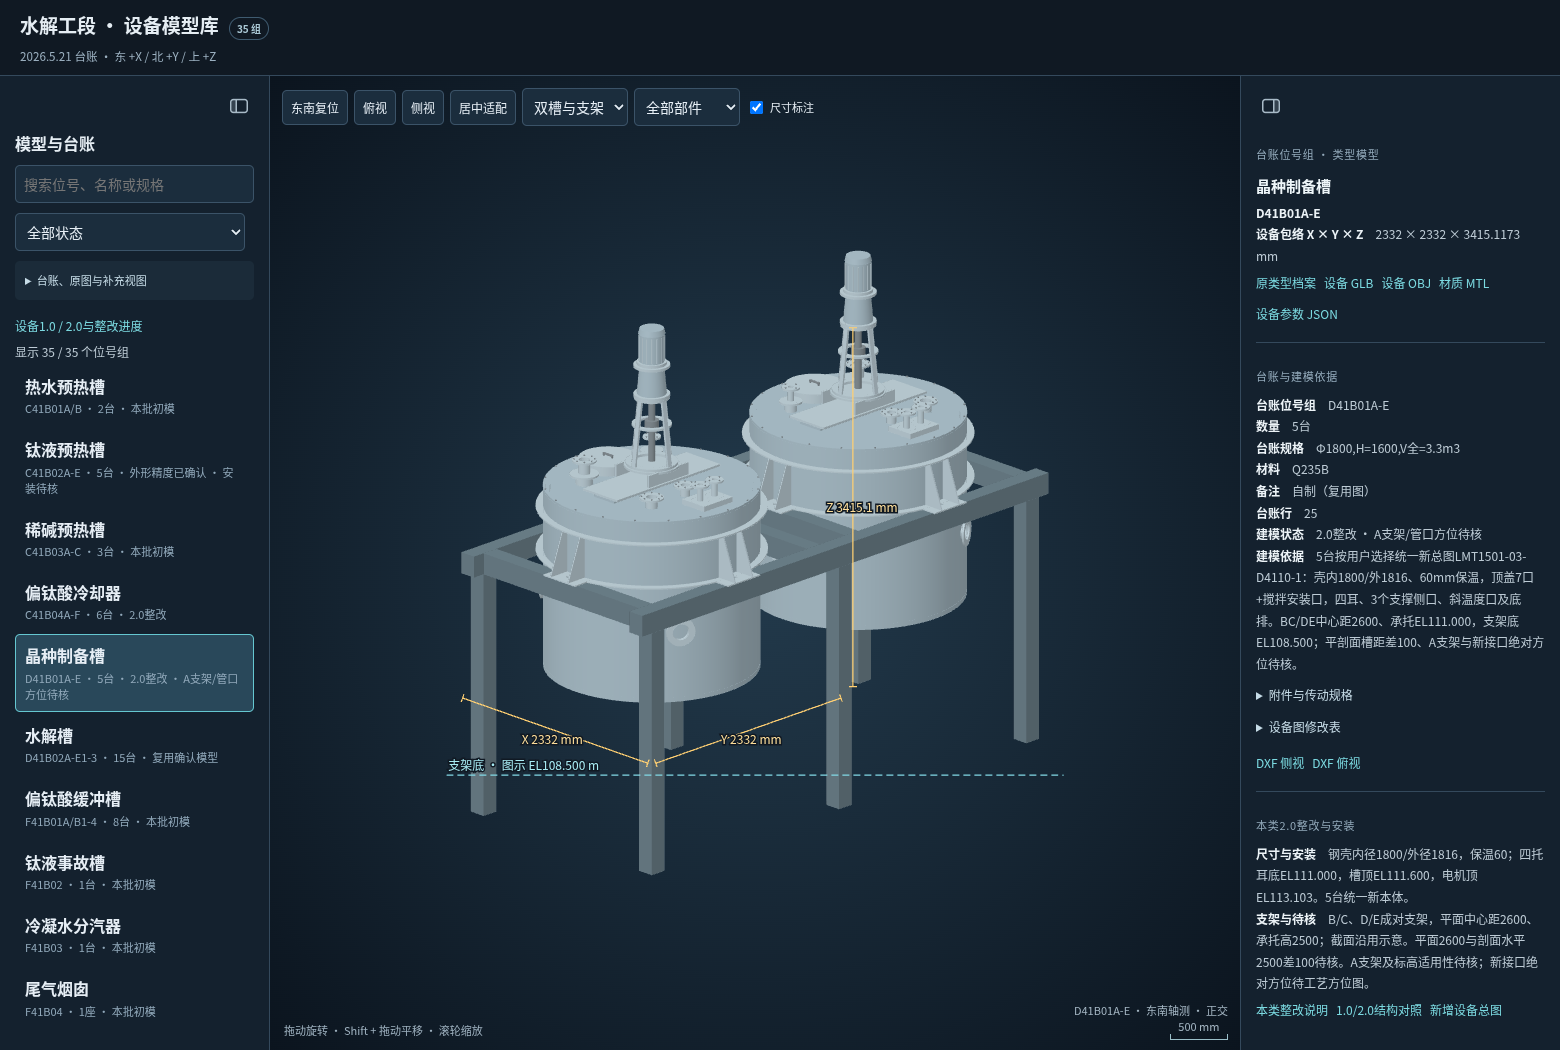 水解工段 · 设备模型库 35 组
2026.5.21 台账 · 东 +X / 北 +Y / 上 +Z
模型与台账
搜索位号、名称或规格
全部状态
▶ 台账、原图与补充视图
设备1.0 / 2.0与整改进度
显示 35 / 35 个位号组
热水预热槽
C41B01A/B · 2台 · 本批初模
钛液预热槽
C41B02A-E · 5台 · 外形精度已确认 · 安
装待核
稀碱预热槽
C41B03A-C · 3台 · 本批初模
偏钛酸冷却器
C41B04A-F · 6台 · 2.0整改
晶种制备槽
D41B01A-E · 5台 · 2.0整改 · A支架/管口
方位待核
水解槽
D41B02A-E1-3 · 15台 · 复用确认模型
偏钛酸缓冲槽
F41B01A/B1-4 · 8台 · 本批初模
钛液事故槽
F41B02 · 1台 · 本批初模
冷凝水分汽器
F41B03 · 1台 · 本批初模
尾气烟囱
F41B04 · 1座 · 本批初模
东南复位 俯视 侧视 居中适配 双槽与支架 全部部件 尺寸标注
Z 3415.1 mm
X 2332 mm
Y 2332 mm
支架底 · 图示 EL108.500 m
拖动旋转 · Shift + 拖动平移 · 滚轮缩放
D41B01A-E · 东南轴测 · 正交
500 mm
台账位号组 · 类型模型
晶种制备槽
D41B01A-E
设备包络 X × Y × Z 2332 × 2332 × 3415.1173
mm
原类型档案 设备 GLB 设备 OBJ 材质 MTL
设备参数 JSON
台账与建模依据
台账位号组 D41B01A-E
数量 5台
台账规格 Φ1800,H=1600,V全=3.3m3
材料 Q235B
备注 自制（复用图）
台账行 25
建模状态 2.0整改 · A支架/管口方位待核
建模依据 5台按用户选择统一新总图LMT1501-03-
D4110-1：壳内1800/外1816、60mm保温，顶盖7口
+搅拌安装口，四耳、3个支撑侧口、斜温度口及底
排。BC/DE中心距2600、承托EL111.000，支架底
EL108.500；平剖面槽距差100、A支架与新接口绝对方
位待核。
▶ 附件与传动规格
▶ 设备图修改表
DXF 侧视 DXF 俯视
本类2.0整改与安装
尺寸与安装 钢壳内径1800/外径1816，保温60；四托
耳底EL111.000，槽顶EL111.600，电机顶
EL113.103。5台统一新本体。
支架与待核 B/C、D/E成对支架，平面中心距2600、
承托高2500；截面沿用示意。平面2600与剖面水平
2500差100待核。A支架及标高适用性待核；新接口绝
对方位待工艺方位图。
本类整改说明 1.0/2.0结构对照 新增设备总图